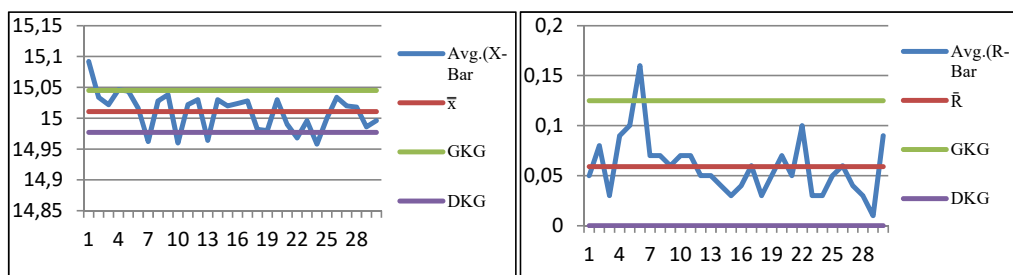 15,15
15,1
15,05
15
14,95
14,9
14,85
1 4 7 10 13 16 19 22 25 28
Avg.(X-
Bar
x̿
GKG
DKG
0,2
0,15
0,1
0,05
0
1 4 7 10 13 16 19 22 25 28
Avg.(R-
Bar
R̄
GKG
DKG